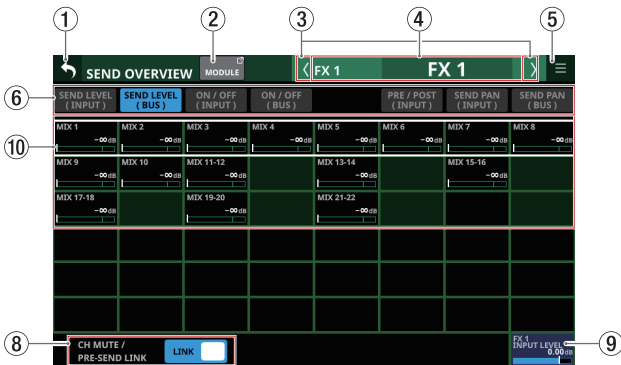 1 2 3 4 5
SEND OVERVIEW MODULE FX 1 FX 1
6
SEND LEVEL (INPUT)
SEND LEVEL (BUS)
ON / OFF (INPUT)
ON / OFF (BUS)
PRE / POST (INPUT)
SEND PAN (INPUT)
SEND PAN (BUS)
10
MIX 1 MIX 2 MIX 3 MIX 4 MIX 5 MIX 6 MIX 7 MIX 8
-∞dB -∞dB -∞dB -∞dB -∞dB -∞dB -∞dB -∞dB
MIX 9 MIX 10 MIX 11-12 MIX 13-14 MIX 15-16
-∞dB -∞dB -∞dB -∞dB -∞dB
MIX 17-18 MIX 19-20 MIX 21-22
-∞dB -∞dB -∞dB
8
CH MUTE /
PRE-SEND LINK
LINK
FX 1
INPUT LEVEL
0.00dB
9